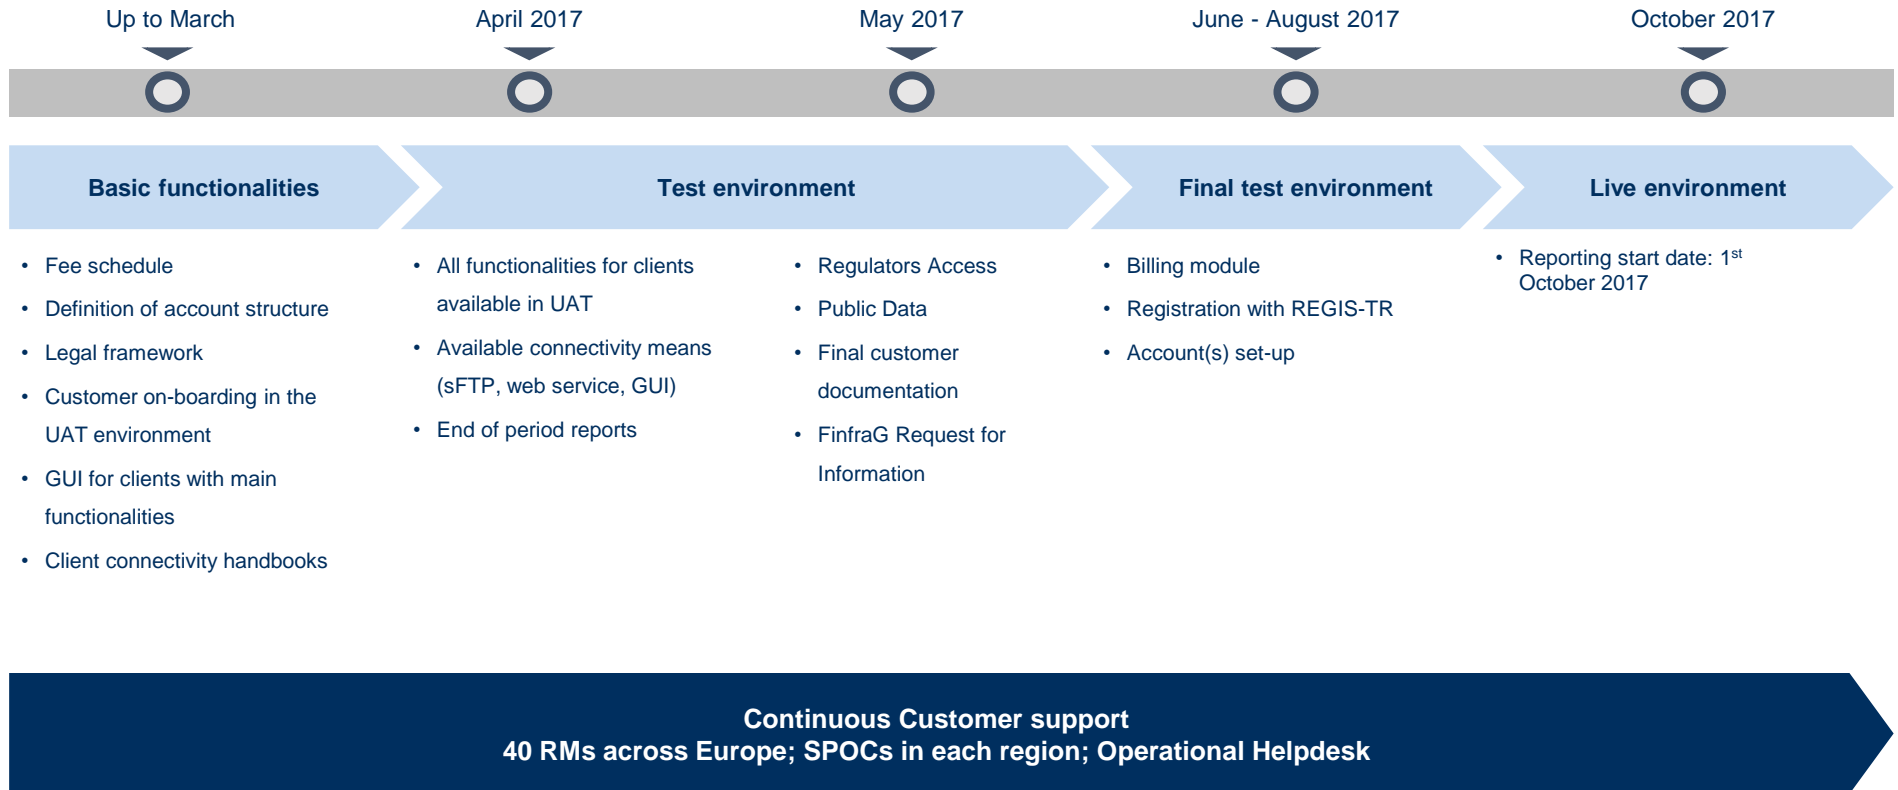 Up to March
April 2017
May 2017
June - August 2017
October 2017
Basic functionalities
Test environment
Final test environment
Live environment
• Fee schedule
• Definition of account structure
• Legal framework
• Customer on-boarding in the
UAT environment
• GUI for clients with main
functionalities
• Client connectivity handbooks
• All functionalities for clients
available in UAT
• Available connectivity means
(sFTP, web service, GUI)
• End of period reports
• Regulators Access
• Public Data
• Final customer
documentation
• FinfraG Request for
Information
• Billing module
• Registration with REGIS-TR
• Account(s) set-up
• Reporting start date: 1st
October 2017
Continuous Customer support
40 RMs across Europe; SPOCs in each region; Operational Helpdesk